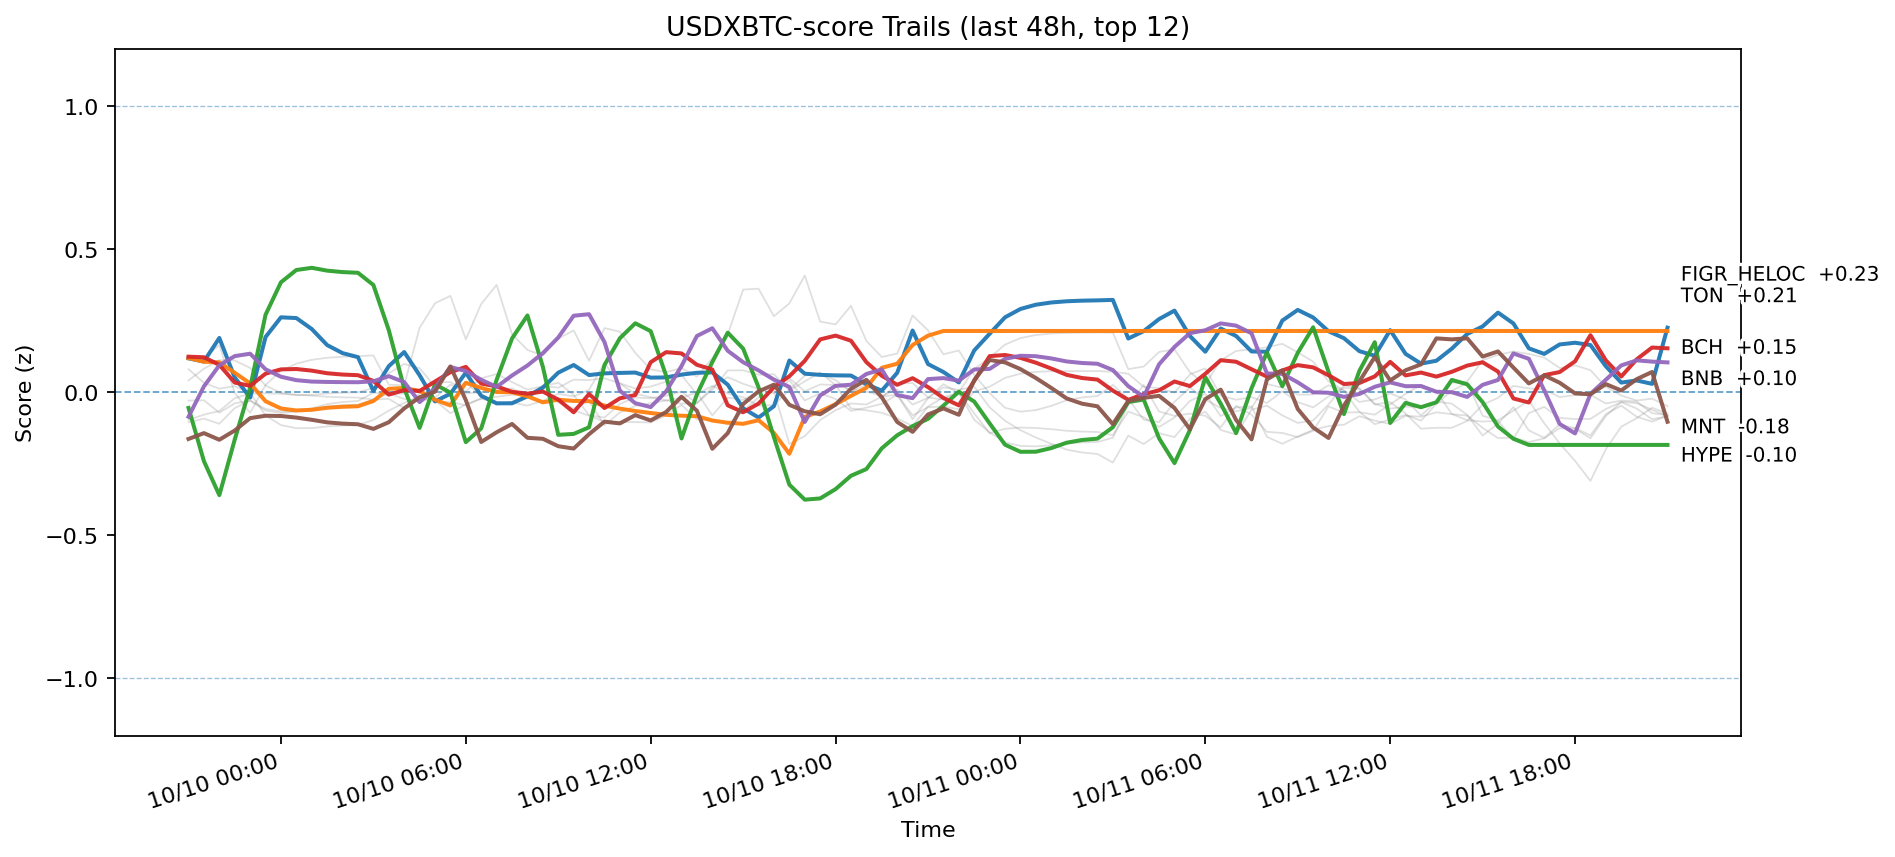 USDXBTC-score Trails (last 48h, top 12)
Score (z)
1.0
0.5
0.0
−0.5
−1.0
FIGR_HELOC +0.23
TON +0.21
BCH +0.15
BNB +0.10
MNT -0.18
HYPE -0.10
10/10 00:00
10/10 06:00
10/10 12:00
10/10 18:00
10/11 00:00
10/11 06:00
10/11 12:00
10/11 18:00
Time